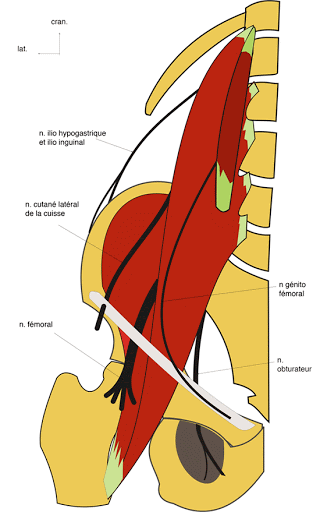 cran.
lat.
n. ilio hypogastrique
et ilio inguinal
n. cutané latéral
de la cuisse
n génito
fémoral
n. fémoral
n.
obturateur